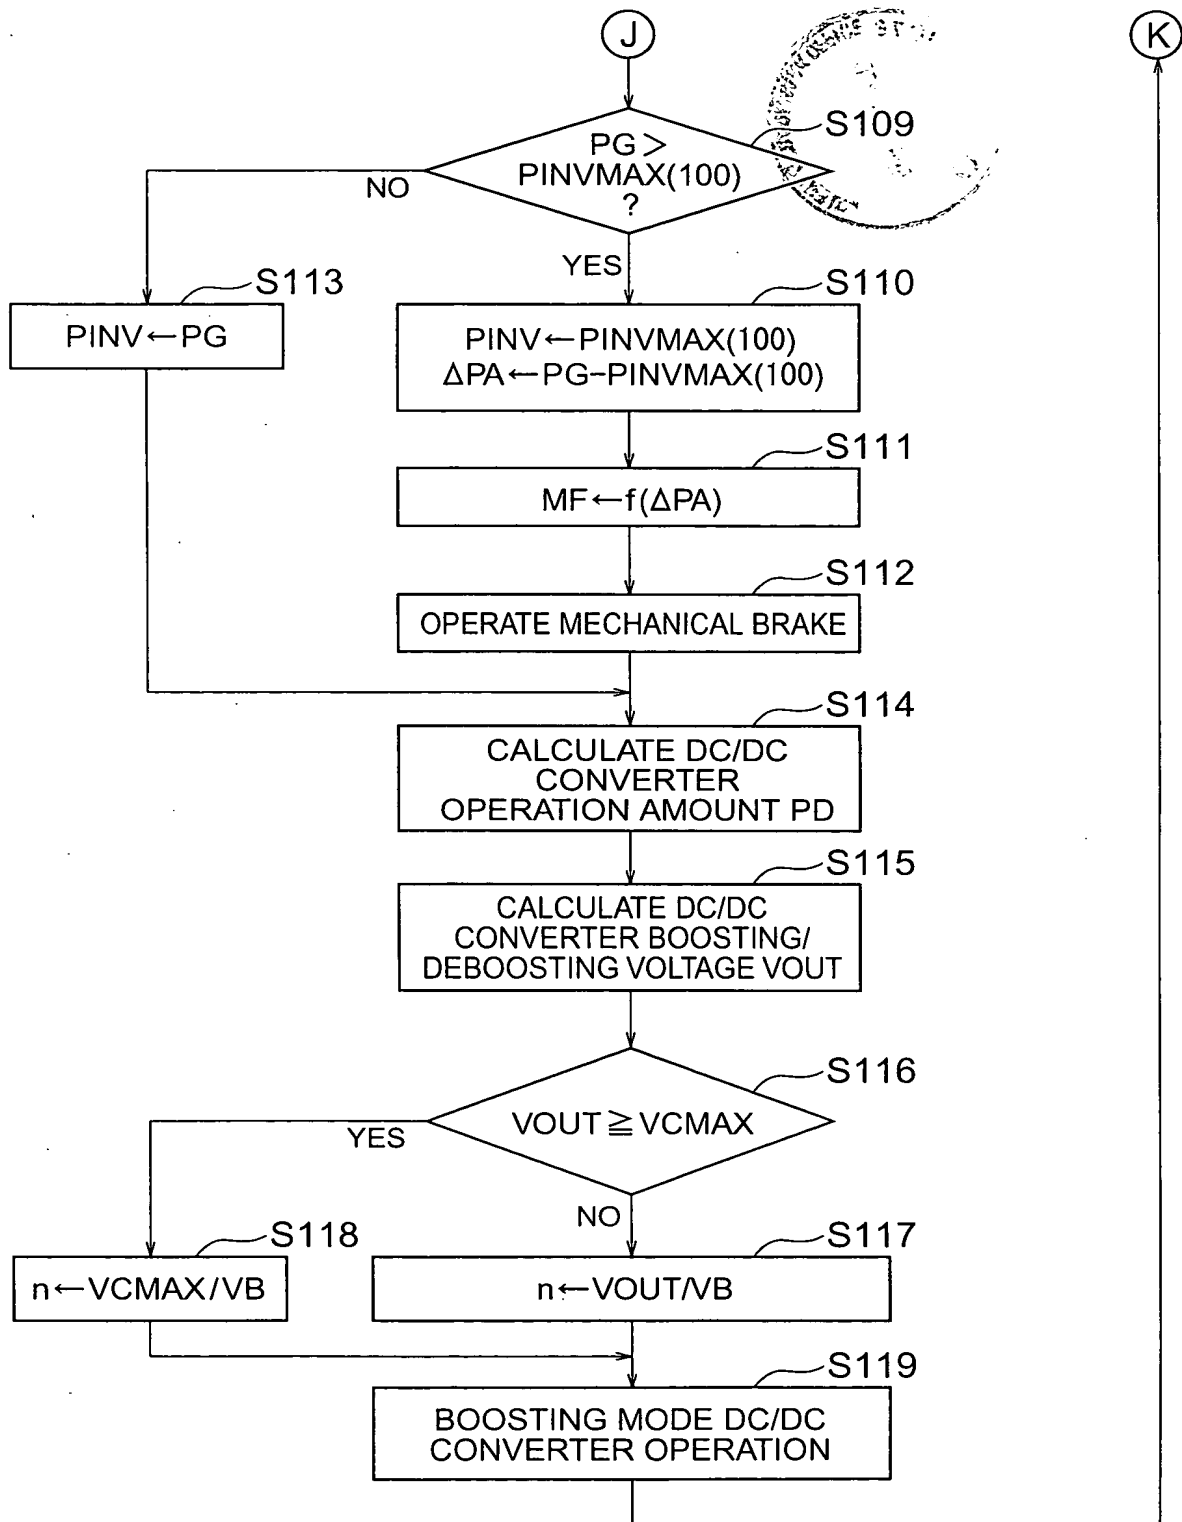 J
K
S109
PG >
PINVMAX(100)
?
NO
YES
S113
PINV←PG
S110
PINV←PINVMAX(100)
ΔPA←PG-PINVMAX(100)
S111
MF←f(ΔPA)
S112
OPERATE MECHANICAL BRAKE
S114
CALCULATE DC/DC
CONVERTER
OPERATION AMOUNT PD
S115
CALCULATE DC/DC
CONVERTER BOOSTING/
DEBOOSTING VOLTAGE VOUT
S116
VOUT≧VCMAX
YES
NO
S118
n←VCMAX/VB
S117
n←VOUT/VB
S119
BOOSTING MODE DC/DC
CONVERTER OPERATION